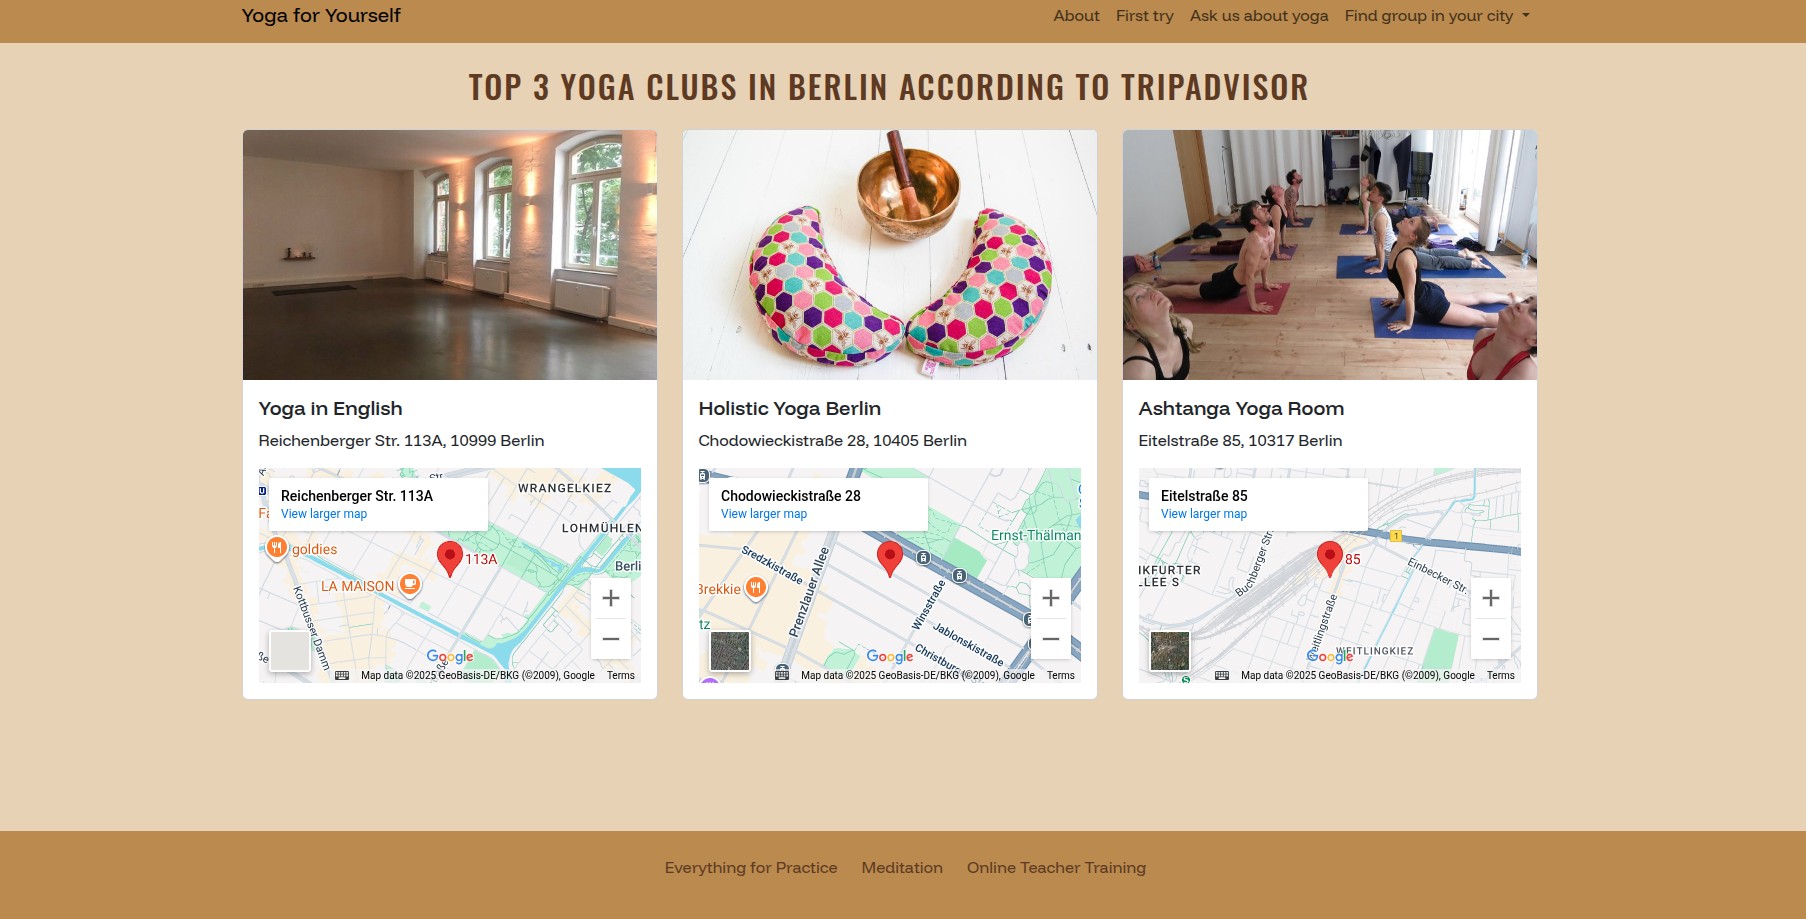 Yoga for Yourself
About First try Ask us about yoga Find group in your city
TOP 3 YOGA CLUBS IN BERLIN ACCORDING TO TRIPADVISOR
Yoga in English
Reichenberger Str. 113A, 10999 Berlin
Reichenberger Str. 113A
View larger map
WRANGELKIEZ
LOHMÜHLEN
goldies
113A
Berli
LA MAISON
Kottbusser Damm
Google
Map data ©2025 GeoBasis-DE/BKG (©2009), Google Terms
Holistic Yoga Berlin
Chodowieckistraße 28, 10405 Berlin
Chodowieckistraße 28
View larger map
Ernst-Thälman
Sredzkistraße
Prenzlauer Allee
Brekkie
Winsstraße
tz
Jablonskistraße
Christbu
Google
Map data ©2025 GeoBasis-DE/BKG (©2009), Google Terms
Ashtanga Yoga Room
Eitelstraße 85, 10317 Berlin
Eitelstraße 85
View larger map
1
85
Buchberger Str
NKFURTER
LLEE S
Einbecker Str.
eitlingstraße
WEITLINGKIEZ
Google
Map data ©2025 GeoBasis-DE/BKG (©2009), Google Terms
Everything for Practice Meditation Online Teacher Training